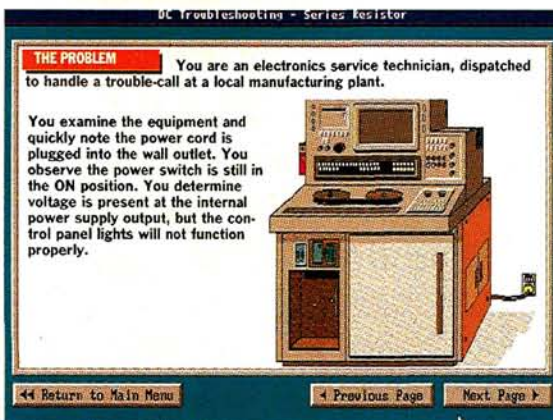 DC Troubleshooting - Series Resistor
THE PROBLEM You are an electronics service technician, dispatched
to handle a trouble-call at a local manufacturing plant.
You examine the equipment and
quickly note the power cord is
plugged into the wall outlet. You
observe the power switch is still in
the ON position. You determine
voltage is present at the internal
power supply output, but the con-
trol panel lights will not function
properly.
Return to Main Menu Previous Page Next Page